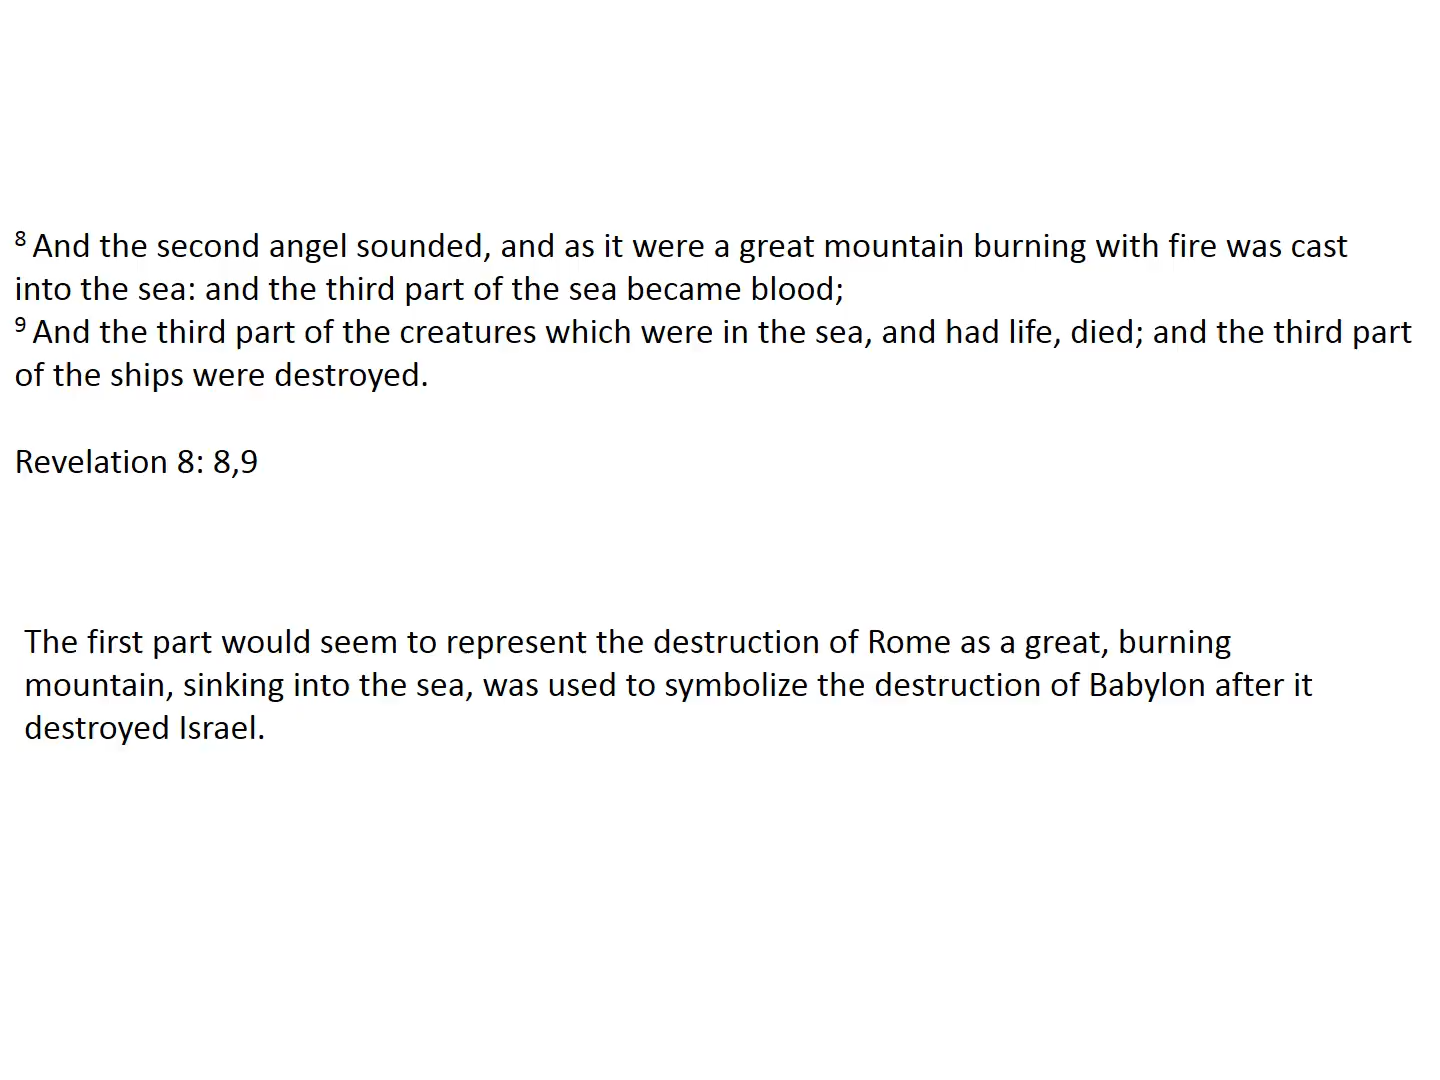 8 And the second angel sounded, and as it were a great mountain burning with fire was cast
into the sea: and the third part of the sea became blood;
9 And the third part of the creatures which were in the sea, and had life, died; and the third part
of the ships were destroyed.
Revelation 8: 8,9
The first part would seem to represent the destruction of Rome as a great, burning
mountain, sinking into the sea, was used to symbolize the destruction of Babylon after it
destroyed Israel.